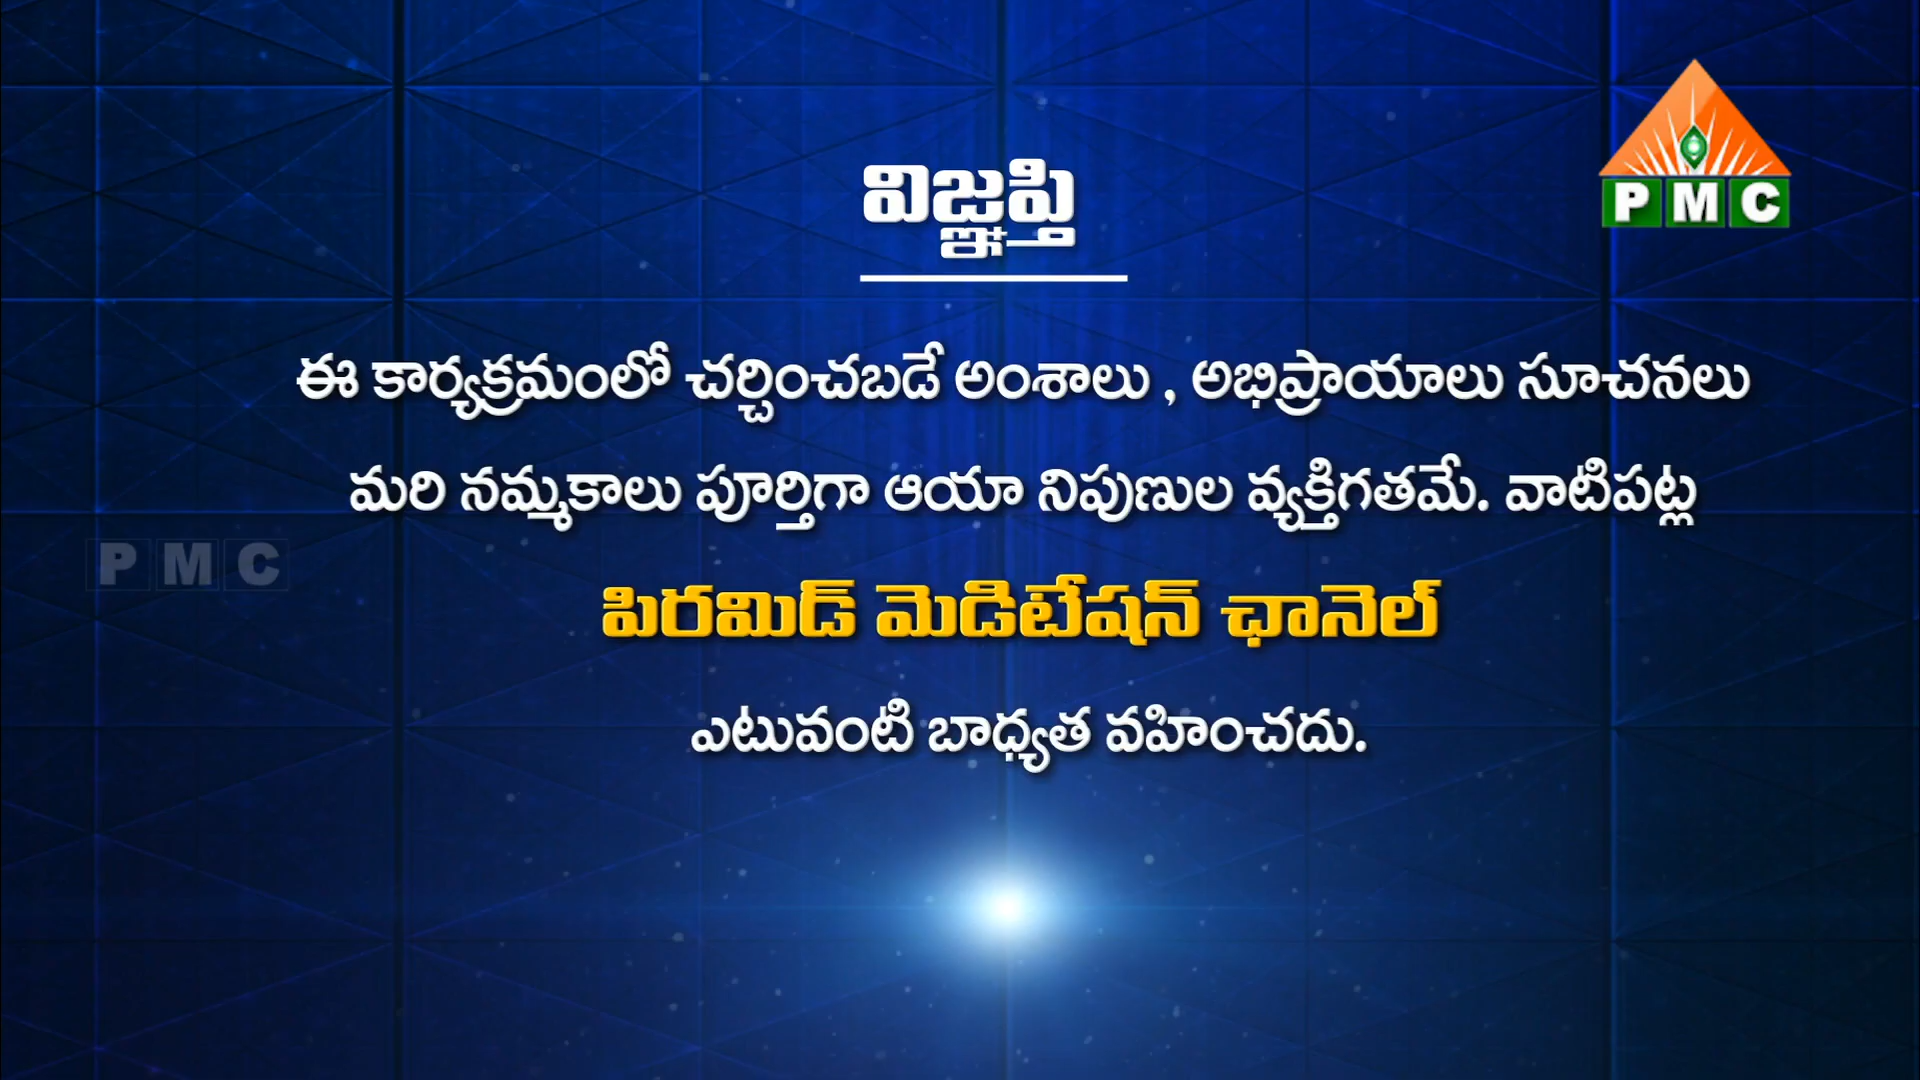 PMC
విజ్ఞప్తి
ఈ కార్యక్రమంలో చర్చించబడే అంశాలు , అభిప్రాయాలు సూచనలు
మరి నమ్మకాలు పూర్తిగా ఆయా నిపుణుల వ్యక్తిగతమే. వాటిపట్ల
PMC
పిరమిడ్ మెడిటేషన్ ఛానెల్
ఎటువంటి బాధ్యత వహించదు.